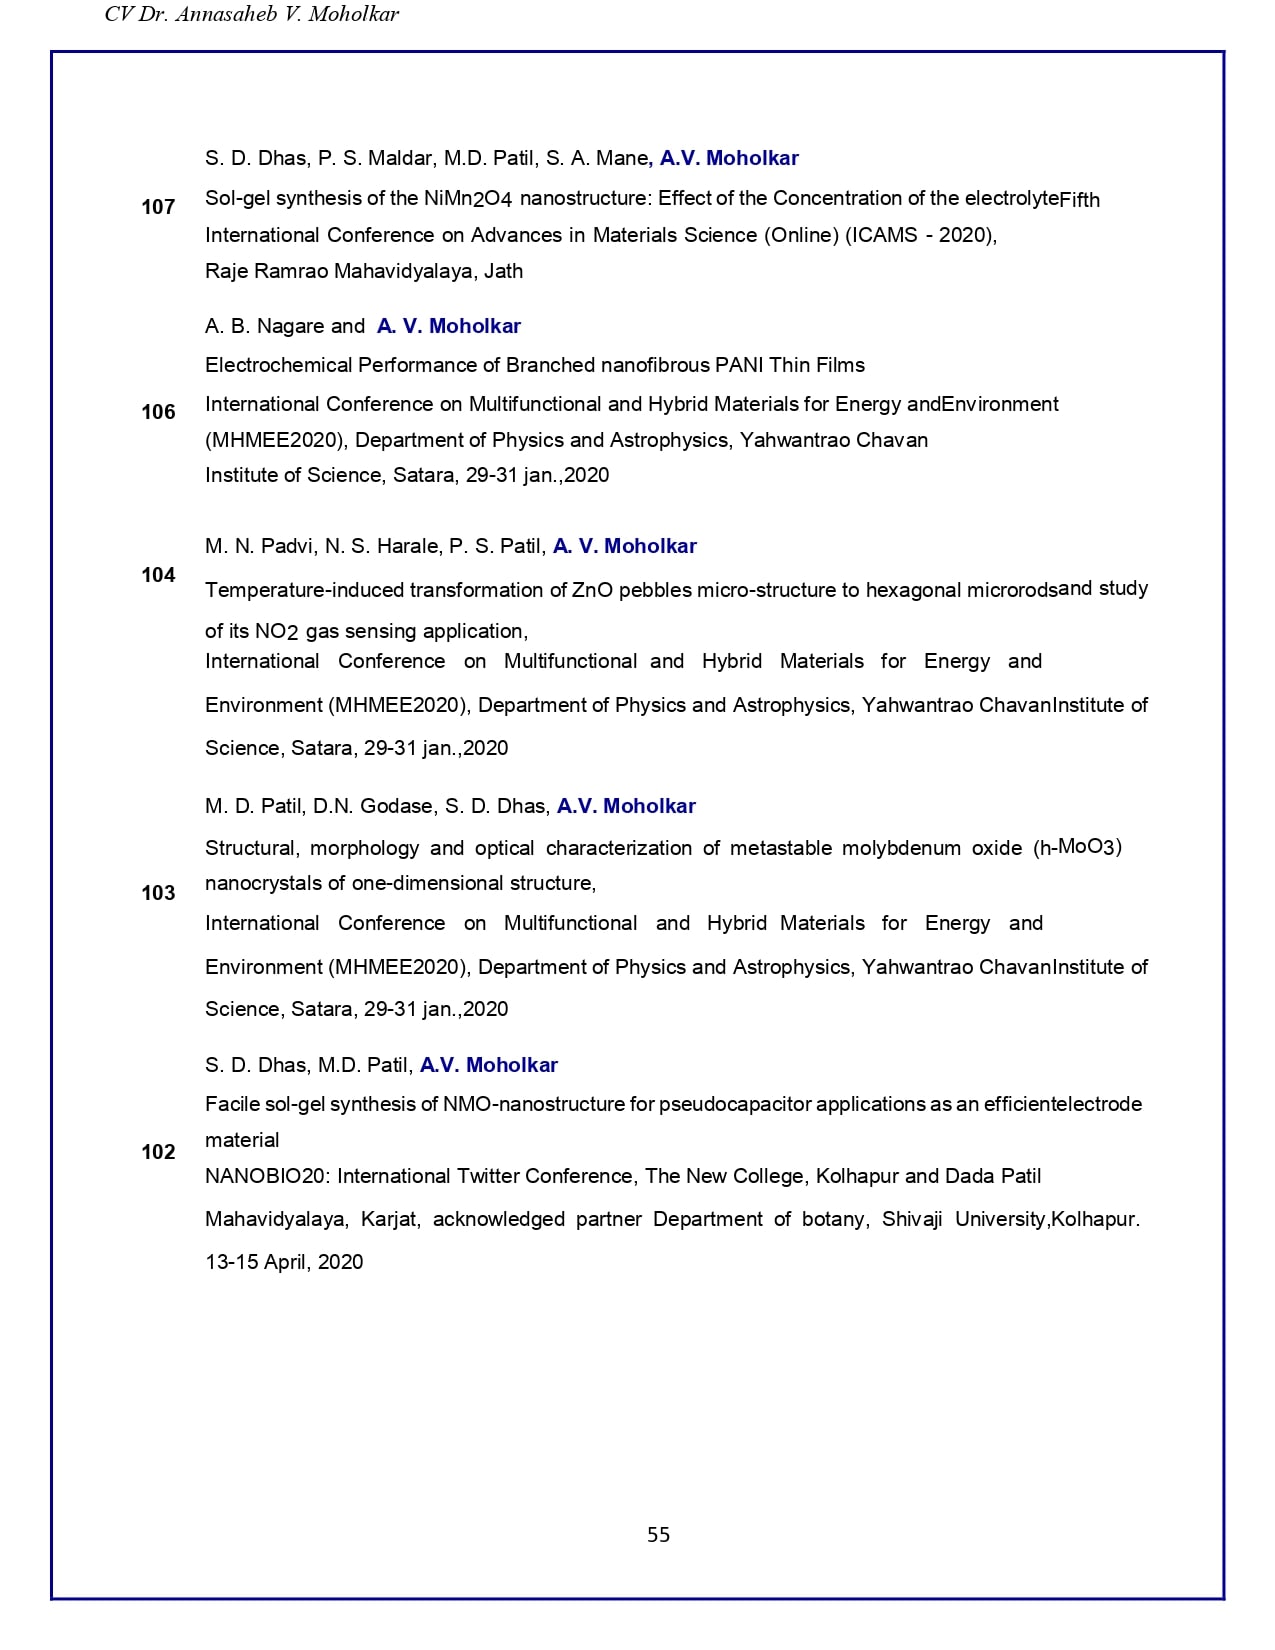 CV Dr. Annasaheb V. Moholkar
S. D. Dhas, P. S. Maldar, M.D. Patil, S. A. Mane, A.V. Moholkar
107
Sol-gel synthesis of the NiMn2O4 nanostructure: Effect of the Concentration of the electrolyteFifth
International Conference on Advances in Materials Science (Online) (ICAMS - 2020),
Raje Ramrao Mahavidyalaya, Jath
A. B. Nagare and A. V. Moholkar
Electrochemical Performance of Branched nanofibrous PANI Thin Films
106
International Conference on Multifunctional and Hybrid Materials for Energy andEnvironment
(MHMEE2020), Department of Physics and Astrophysics, Yahwantrao Chavan
Institute of Science, Satara, 29-31 jan.,2020
M. N. Padvi, N. S. Harale, P. S. Patil, A. V. Moholkar
104
Temperature-induced transformation of ZnO pebbles micro-structure to hexagonal microrodsand study
of its NO2 gas sensing application,
International Conference on Multifunctional and Hybrid Materials for Energy and
Environment (MHMEE2020), Department of Physics and Astrophysics, Yahwantrao ChavanInstitute of
Science, Satara, 29-31 jan.,2020
M. D. Patil, D.N. Godase, S. D. Dhas, A.V. Moholkar
Structural, morphology and optical characterization of metastable molybdenum oxide (h-MoO3)
nanocrystals of one-dimensional structure,
103
International Conference on Multifunctional and Hybrid Materials for Energy and
Environment (MHMEE2020), Department of Physics and Astrophysics, Yahwantrao ChavanInstitute of
Science, Satara, 29-31 jan.,2020
S. D. Dhas, M.D. Patil, A.V. Moholkar
Facile sol-gel synthesis of NMO-nanostructure for pseudocapacitor applications as an efficientelectrode
material
102
NANOBIO20: International Twitter Conference, The New College, Kolhapur and Dada Patil
Mahavidyalaya, Karjat, acknowledged partner Department of botany, Shivaji University,Kolhapur.
13-15 April, 2020
55